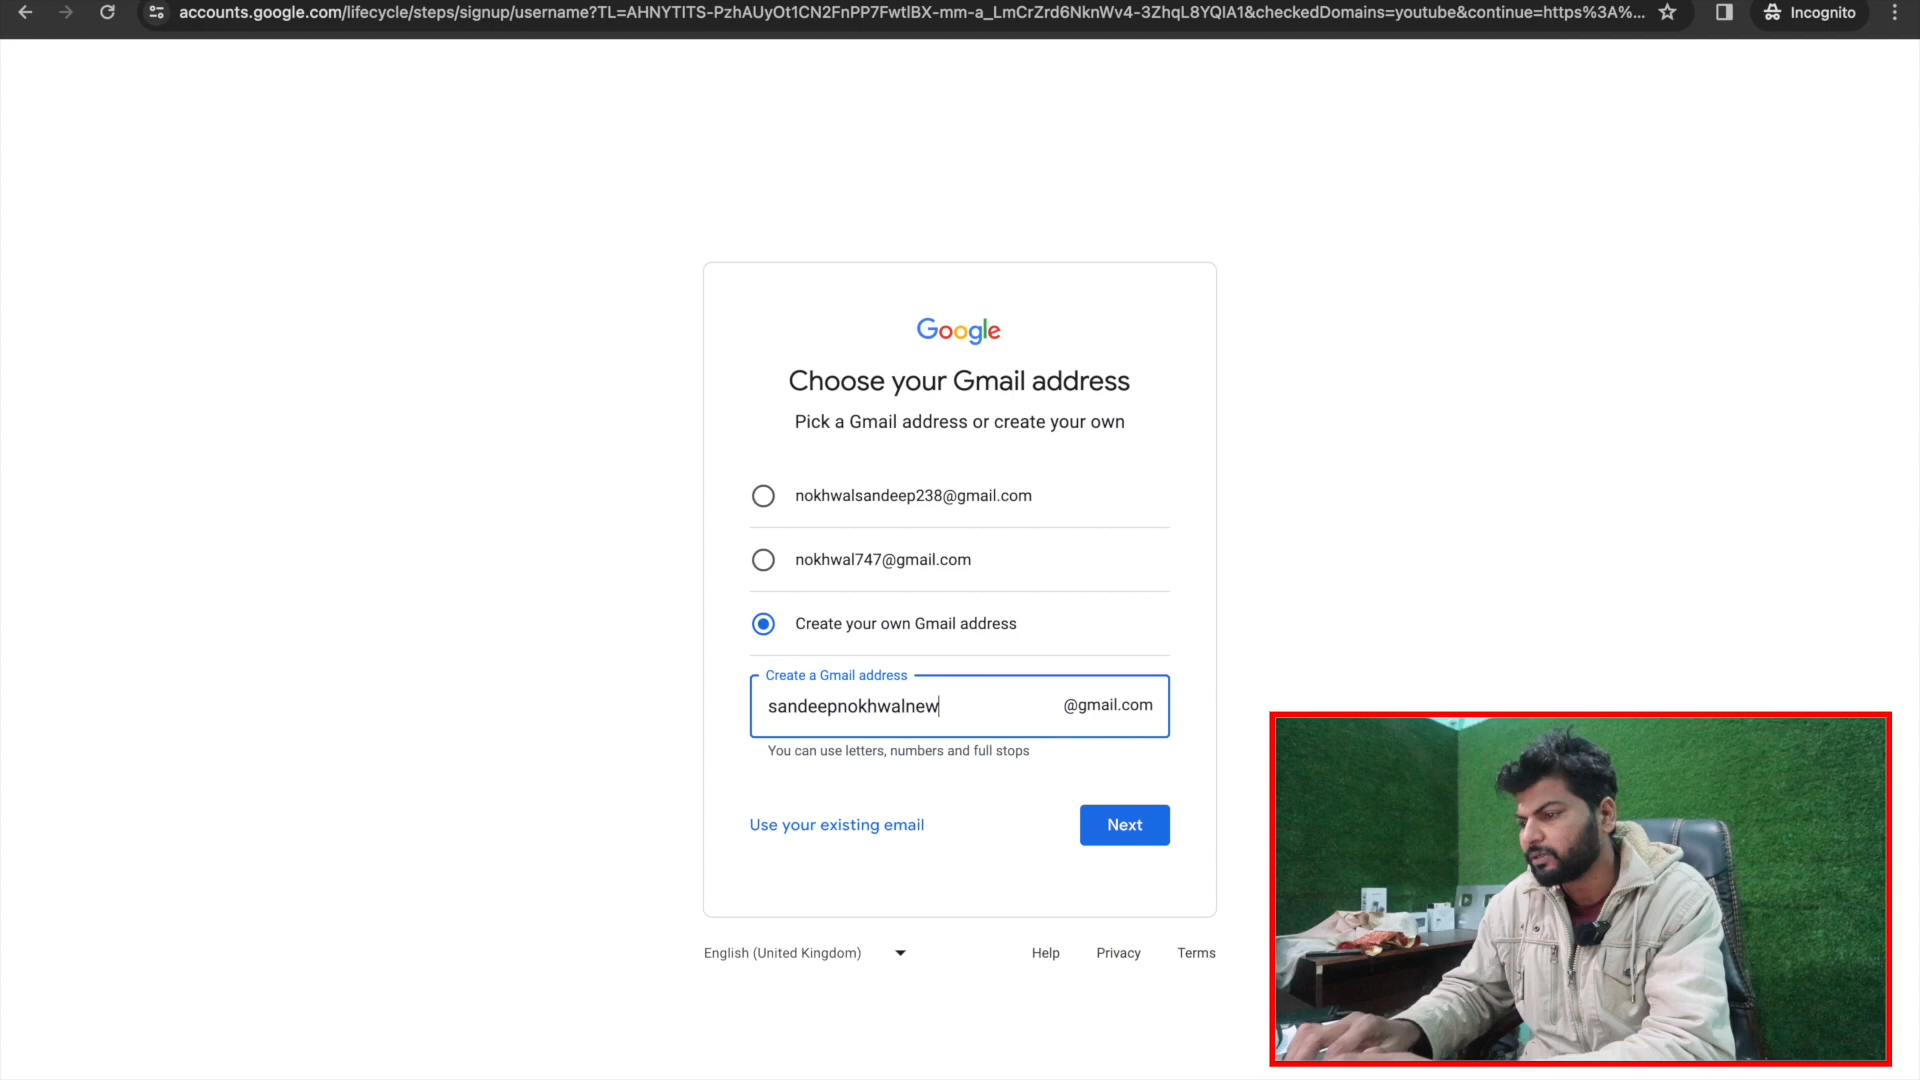 accounts.google.com/lifecycle/steps/signup/username?TL=AHNYTITS-PzhAUyOt1CN2FnPP7FwtIBX-mm-a_LmCrZrd6NknWv4-3ZhqL8YQIA1&checkedDomains=youtube&continue=https%3A%...
Incognito
Google
Choose your Gmail address
Pick a Gmail address or create your own
nokhwalsandeep238@gmail.com
nokhwal747@gmail.com
Create your own Gmail address
Create a Gmail address
sandeepnokhwalnew @gmail.com
You can use letters, numbers and full stops
Use your existing email
Next
English (United Kingdom)
Help
Privacy
Terms